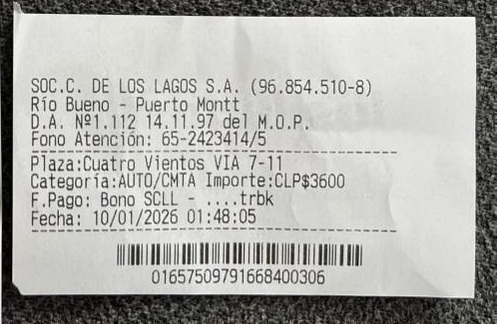 SOC.C. DE LOS LAGOS S.A. (96.854.510-8)
Río Bueno - Puerto Montt
D.A. Nº1.112 14.11.97 del M.O.P.
Fono Atención: 65-2423414/5
Plaza:Cuatro Vientos VIA 7-11
Categoría:AUTO/CMTA Importe:CLP$3600
F.Pago: Bono SCLL - ....trbk
Fecha: 10/01/2026 01:48:05
01657509791668400306